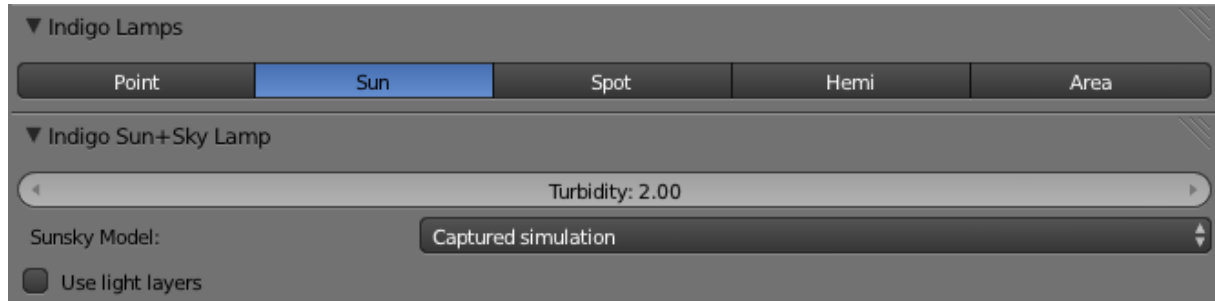 Indigo Lamps
Point Sun Spot Hemi Area
Indigo Sun+Sky Lamp
Turbidity: 2.00
Sunsky Model: Captured simulation
Use light layers